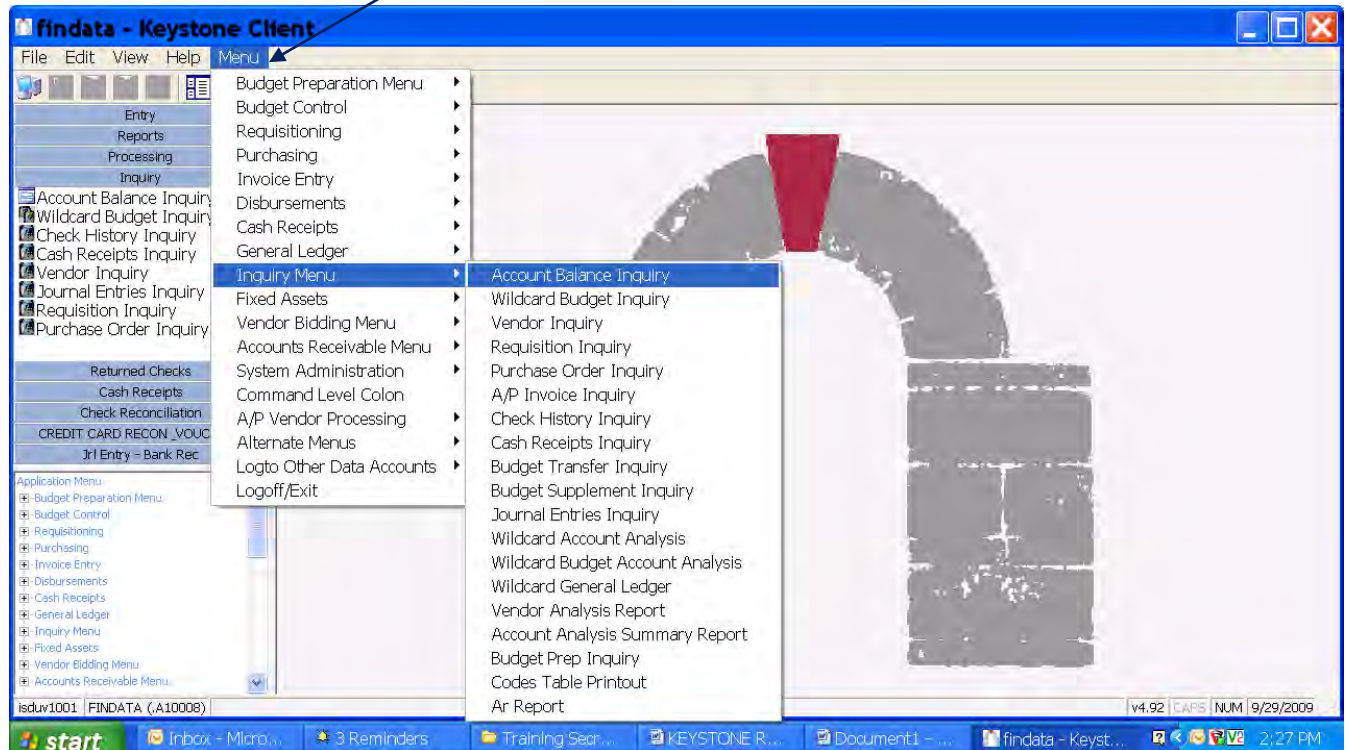 findata - Keystone Client
File Edit View Help Menu
Entry
Reports
Processing
Inquiry
Account Balance Inquiry
Wildcard Budget Inquiry
Check History Inquiry
Cash Receipts Inquiry
Vendor Inquiry
Journal Entries Inquiry
Requisition Inquiry
Purchase Order Inquiry
Returned Checks
Cash Receipts
Check Reconciliation
CREDIT CARD RECON _VOUC
Jrl Entry - Bank Rec
Application Menu
Budget Preparation Menu
Budget Control
Requisitioning
Purchasing
Invoice Entry
Disbursements
Cash Receipts
General Ledger
Inquiry Menu
Fixed Assets
Vendor Bidding Menu
Accounts Receivable Menu
Budget Preparation Menu
Budget Control
Requisitioning
Purchasing
Invoice Entry
Disbursements
Cash Receipts
General Ledger
Inquiry Menu
Fixed Assets
Vendor Bidding Menu
Accounts Receivable Menu
System Administration
Command Level Colon
A/P Vendor Processing
Alternate Menus
Logto Other Data Accounts
Logoff/Exit
Account Balance Inquiry
Wildcard Budget Inquiry
Vendor Inquiry
Requisition Inquiry
Purchase Order Inquiry
A/P Invoice Inquiry
Check History Inquiry
Cash Receipts Inquiry
Budget Transfer Inquiry
Budget Supplement Inquiry
Journal Entries Inquiry
Wildcard Account Analysis
Wildcard Budget Account Analysis
Wildcard General Ledger
Vendor Analysis Report
Account Analysis Summary Report
Budget Prep Inquiry
Codes Table Printout
Ar Report
isduv1001 FINDATA (.A10008) v4.92 CAPS NUM 9/29/2009
start Inbox - Micro... 3 Reminders Training Secr... KEYSTONE R... Document1 - ... findata - Keyst... 2:27 PM